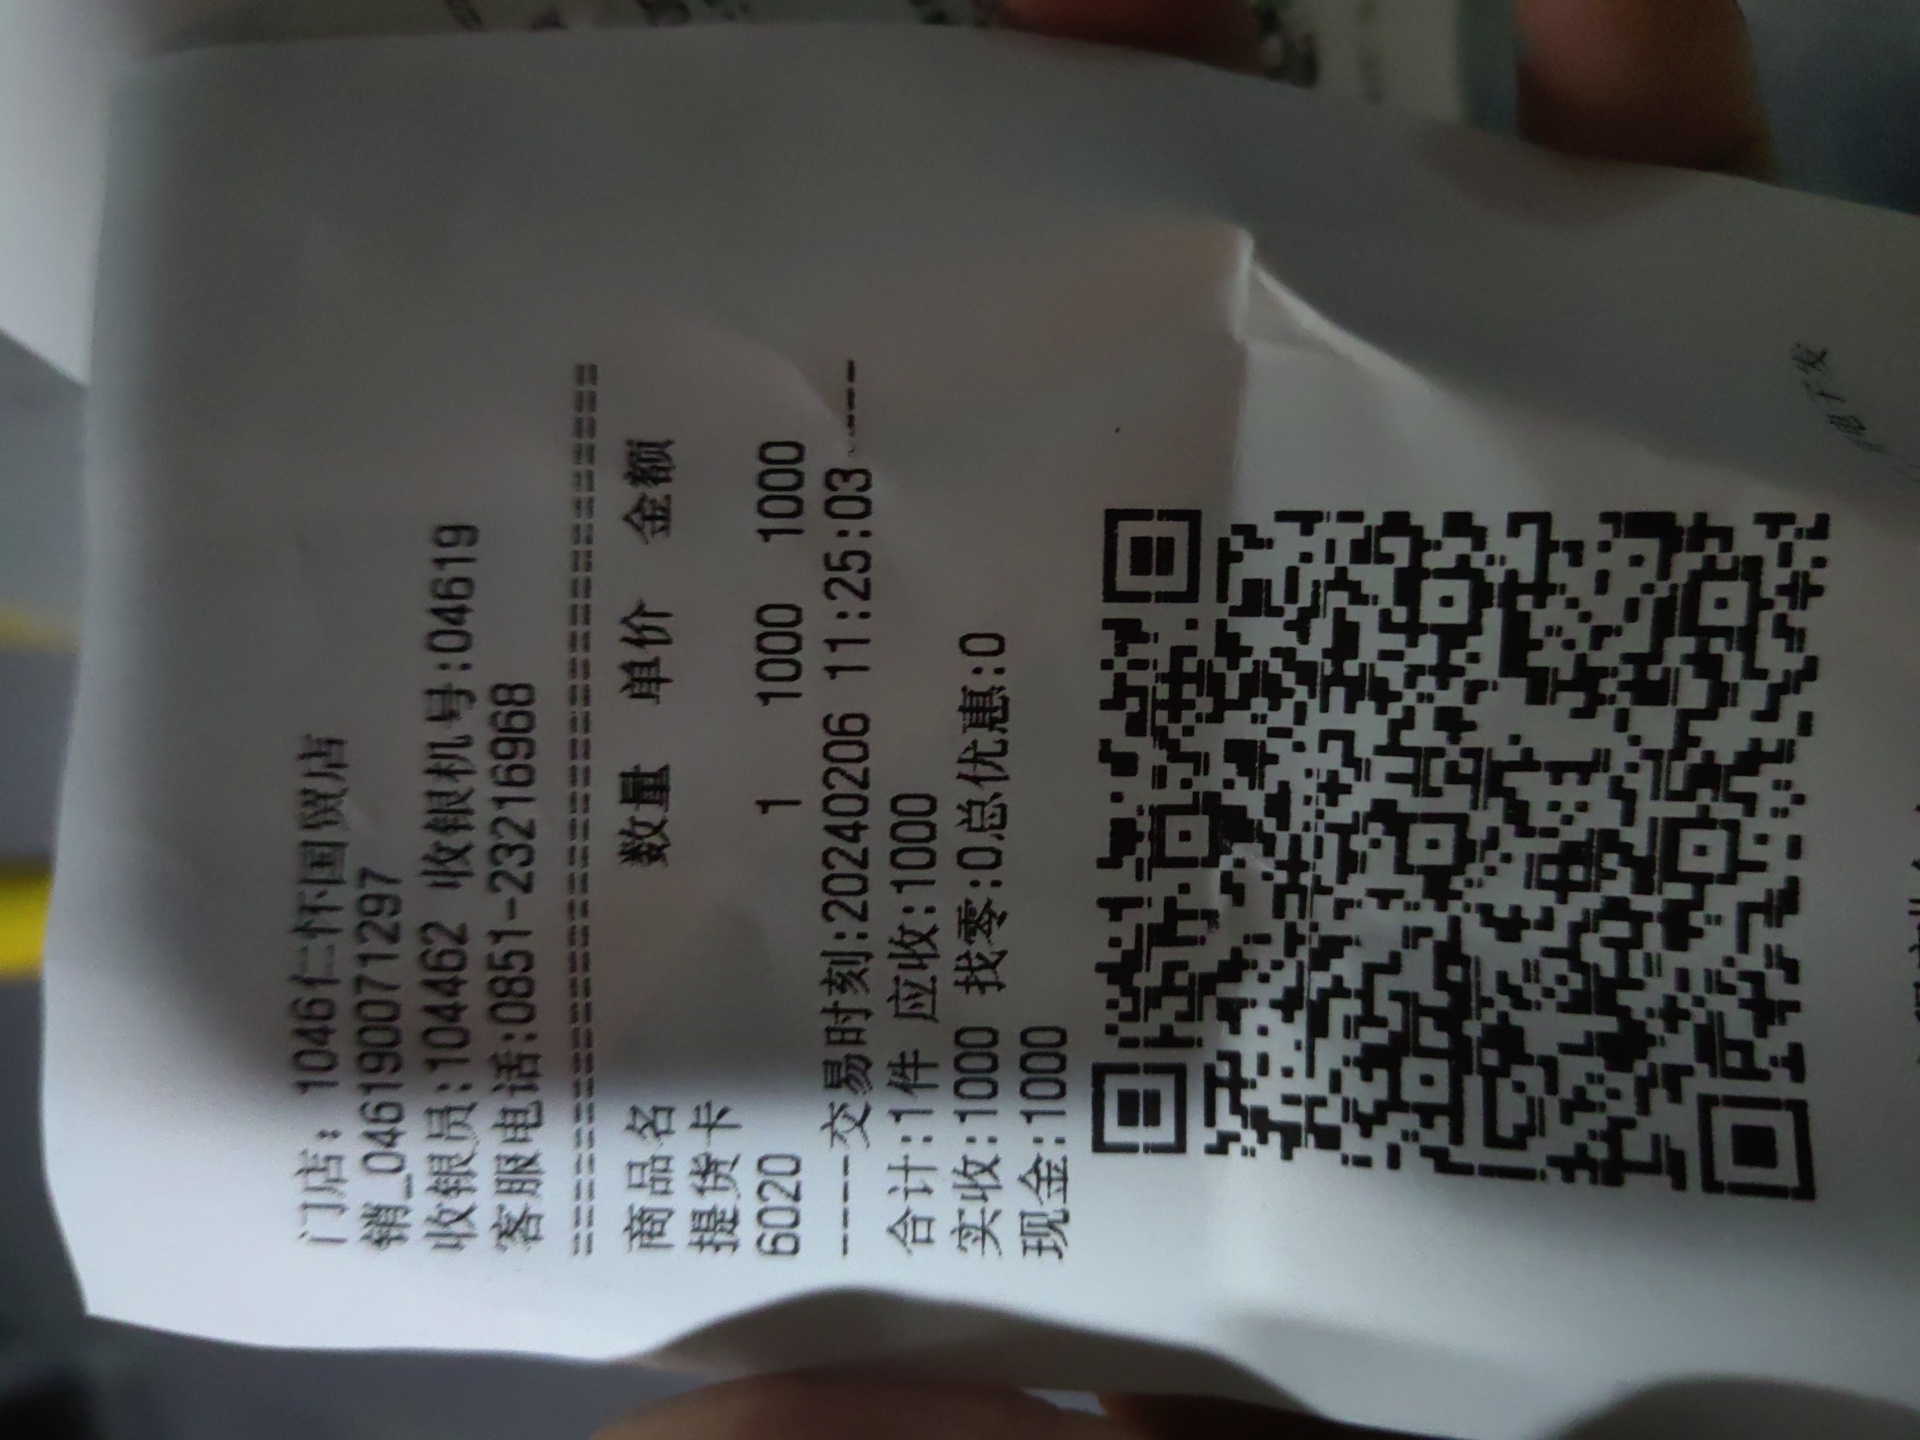 门店: 1046仁怀国贸店
销_0461900712​97
收银员:104462 收银机号:04619
客服电话:0851-23216968
==========================================
商品名 数量 单价 金额
提货卡
6020 1 1000 1000
----交易时刻:20240206 11:25:03----
合计:1件 应收:1000
实收:1000 找零:0总优惠:0
现金:1000